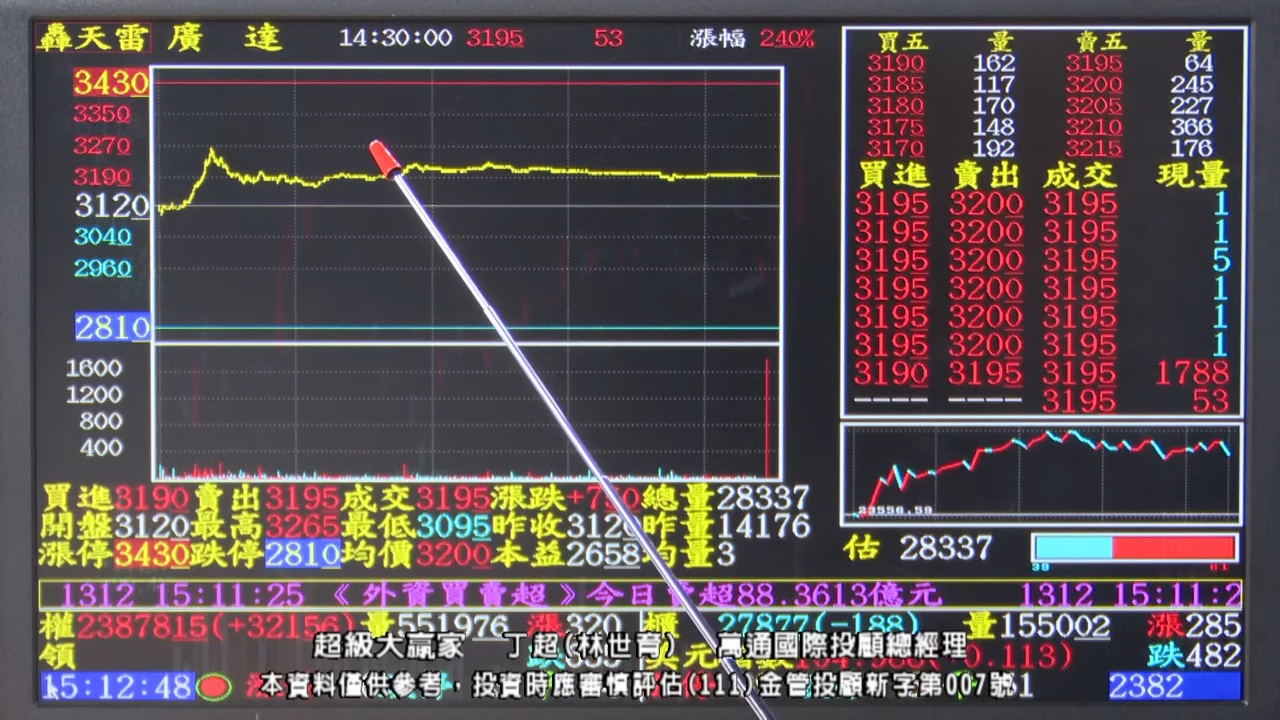 轟天雷 廣 達 14:30:00 3195 53 漲幅 240%
買五 量 賣五 量
3190 162 3195 64
3185 117 3200 245
3180 170 3205 227
3175 148 3210 366
3170 192 3215 176
買進 賣出 成交 現量
3195 3200 3195 1
3195 3200 3195 1
3195 3200 3195 5
3195 3200 3195 1
3195 3200 3195 1
3195 3200 3195 1
3190 3195 3195 1788
---- ---- 3195 53
3430
3350
3270
3190
3120
3040
2960
2810
1600
1200
800
400
23556.59
買進3190賣出3195成交3195漲跌+750總量28337
開盤3120最高3265最低3095昨收3120昨量14176
漲停3430跌停2810均價3200本益2658均量3
估 28337
39 61
1312 15:11:25 《外資買賣超》今日賣超88.3613億元 1312 15:11:2
權2387815(+32156) 量551976 漲320 櫃 27877(-188) 量155002 漲285
領 跌482
超級大贏家 丁超(林世育) 萬通國際投顧總經理
15:12:48 2382
本資料僅供參考，投資時應審慎評估(111)金管投顧新字第007號